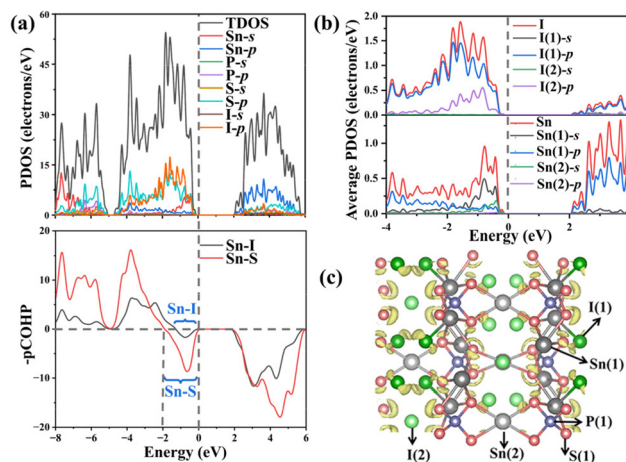 (a)
TDOS
Sn-s
Sn-p
P-s
P-p
S-s
S-p
I-s
I-p
PDOS (electrons/eV)
60
45
30
15
0
Sn-I
Sn-S
Sn-I
Sn-S
-pCOHP
20
10
0
−10
−20
−8 −6 −4 −2 0 2 4 6
Energy (eV)
(b)
I
I(1)-s
I(1)-p
I(2)-s
I(2)-p
Average PDOS (electrons/eV)
2.0
1.5
1.0
0.5
0.0
Sn
Sn(1)-s
Sn(1)-p
Sn(2)-s
Sn(2)-p
1.0
0.5
0.0
-4 -2 0 2
Energy (eV)
(c)
I(1)
Sn(1)
P(1)
I(2)
Sn(2)
S(1)